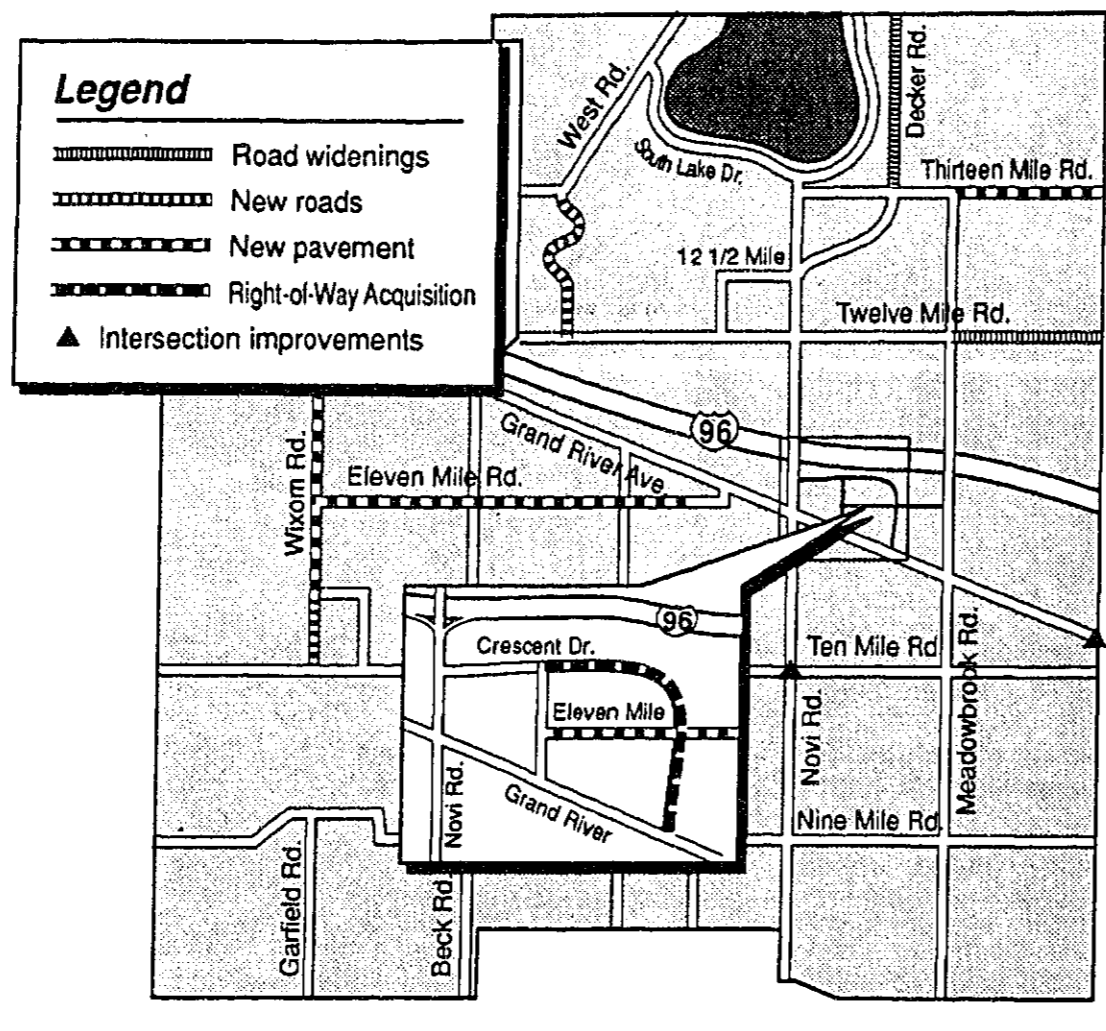 Legend
Road widenings
New roads
New pavement
Right-of-Way Acquisition
Intersection improvements
West Rd.
South Lake Dr.
Decker Rd.
Thirteen Mile Rd.
12 1/2 Mile
Twelve Mile Rd.
96
Grand River Ave
Eleven Mile Rd.
Wixom Rd.
96
Crescent Dr.
Eleven Mile
Novi Rd.
Grand River
Ten Mile Rd
Novi Rd.
Meadowbrook Rd.
Nine Mile Rd
Garfield Rd.
Beck Rd.